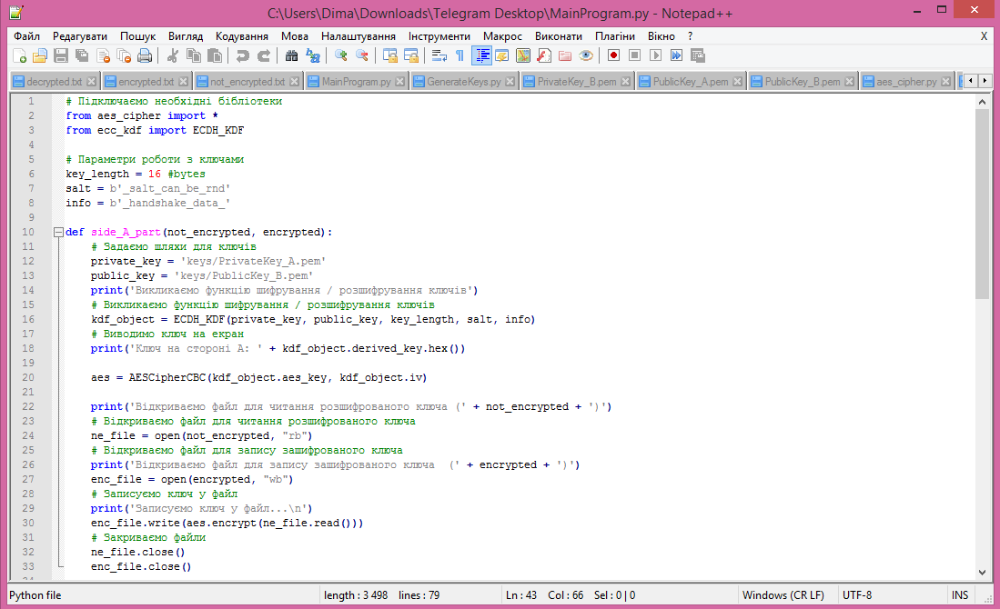 C:\Users\Dima\Downloads\Telegram Desktop\MainProgram.py - Notepad++
Файл Редагувати Пошук Вигляд Кодування Мова Налаштування Інструменти Макрос Виконати Плагіни Вікно ? X
decrypted.txt encrypted.txt not_encrypted.txt MainProgram.py GenerateKeys.py PrivateKey_B.pem PublicKey_A.pem PublicKey_B.pem aes_cipher.py
1 # Підключаємо необхідні бібліотеки
2 from aes_cipher import *
3 from ecc_kdf import ECDH_KDF
4
5 # Параметри роботи з ключами
6 key_length = 16 #bytes
7 salt = b'_salt_can_be_rnd'
8 info = b'_handshake_data_'
9
10 def side_A_part(not_encrypted, encrypted):
11 # Задаємо шляхи для ключів
12 private_key = 'keys/PrivateKey_A.pem'
13 public_key = 'keys/PublicKey_B.pem'
14 print('Викликаємо функцію шифрування / розшифрування ключів')
15 # Викликаємо функцію шифрування / розшифрування ключів
16 kdf_object = ECDH_KDF(private_key, public_key, key_length, salt, info)
17 # Виводимо ключ на екран
18 print('Ключ на стороні А: ' + kdf_object.derived_key.hex())
19
20 aes = AESCipherCBC(kdf_object.aes_key, kdf_object.iv)
21
22 print('Відкриваємо файл для читання розшифрованого ключа (' + not_encrypted + ')')
23 # Відкриваємо файл для читання розшифрованого ключа
24 ne_file = open(not_encrypted, "rb")
25 # Відкриваємо файл для запису зашифрованого ключа
26 print('Відкриваємо файл для запису зашифрованого ключа  (' + encrypted + ')')
27 enc_file = open(encrypted, "wb")
28 # Записуємо ключ у файл
29 print('Записуємо ключ у файл...\n')
30 enc_file.write(aes.encrypt(ne_file.read()))
31 # Закриваємо файли
32 ne_file.close()
33 enc_file.close()
Python file length : 3 498 lines : 79 Ln : 43 Col : 66 Sel : 0 | 0 Windows (CR LF) UTF-8 INS